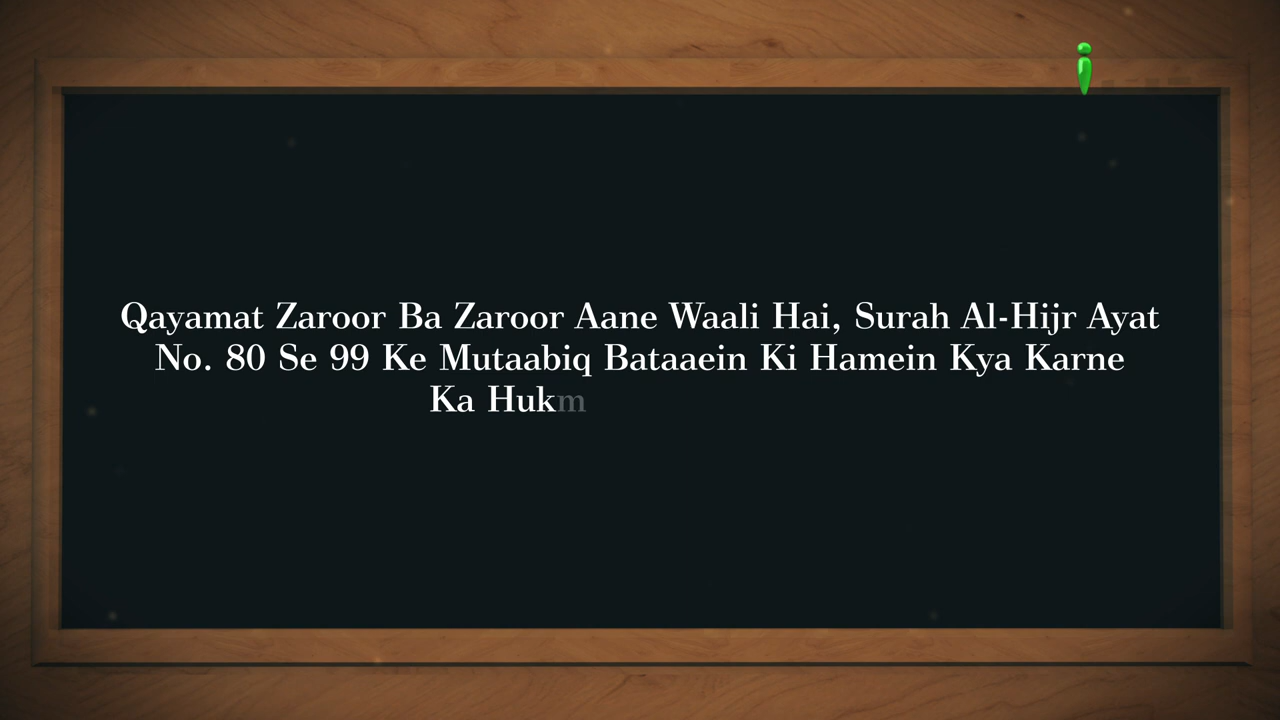 Qayamat Zaroor Ba Zaroor Aane Waali Hai, Surah Al-Hijr Ayat
No. 80 Se 99 Ke Mutaabiq Bataaein Ki Hamein Kya Karne
Ka Hukm